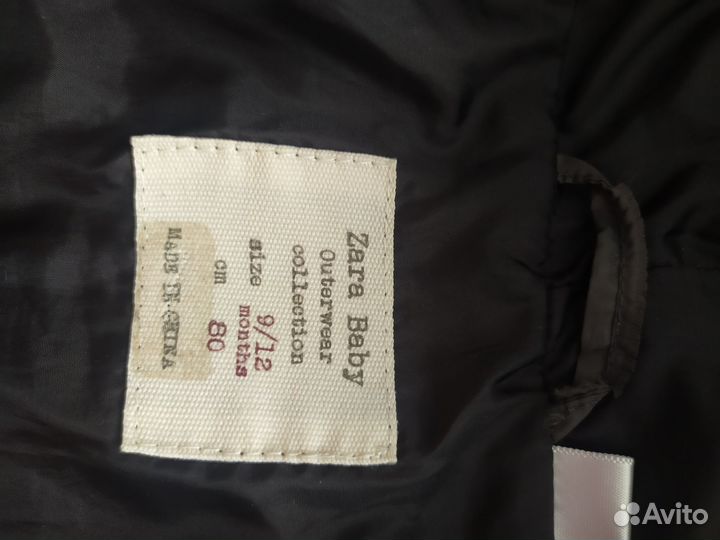 Zara Baby
Outerwear
collection
size 9/12
months
cm 80
MADE IN CHINA
Avito